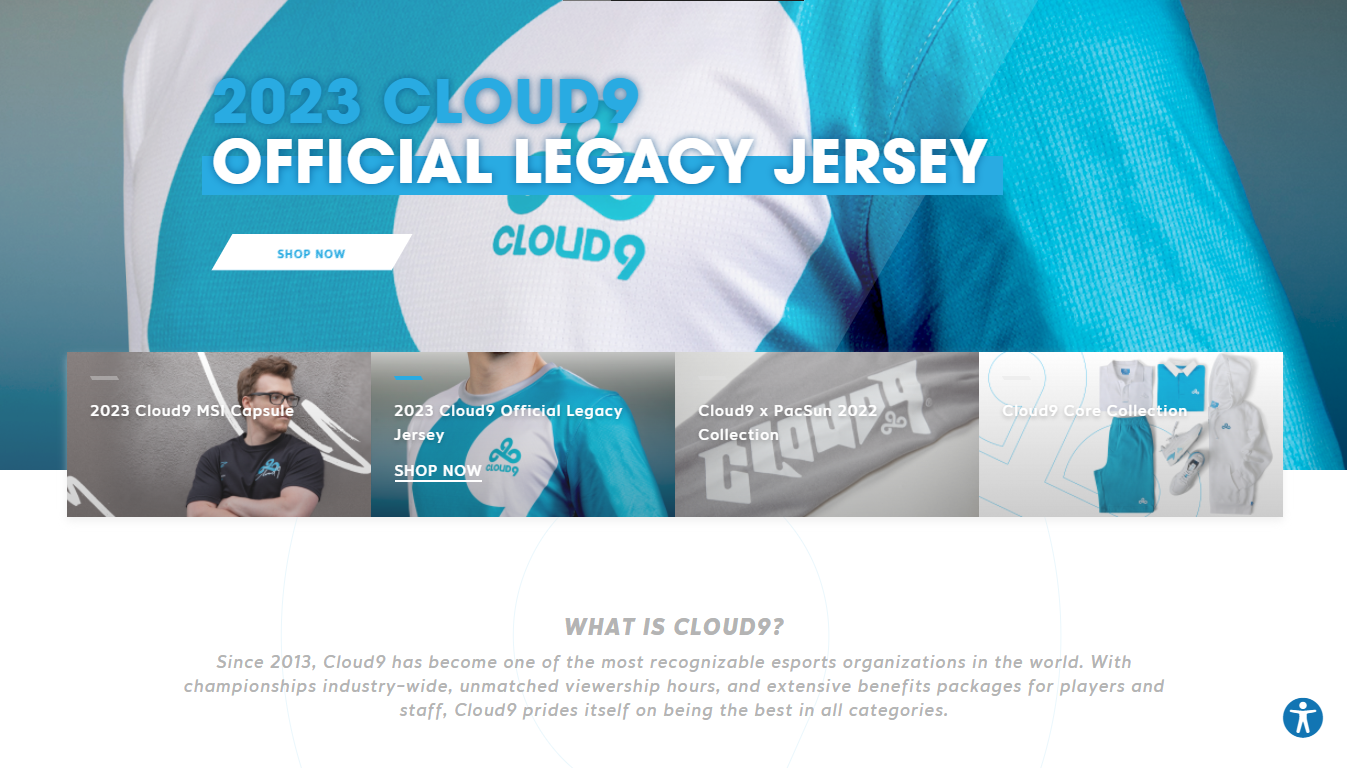 2023 CLOUD9
OFFICIAL LEGACY JERSEY
CLOUD9
SHOP NOW
2023 Cloud9 MSI Capsule
2023 Cloud9 Official Legacy
Jersey
SHOP NOW
CLOUD9
Cloud9 x PacSun 2022
Collection
CLOUD9
Cloud9 Core Collection
WHAT IS CLOUD9?
Since 2013, Cloud9 has become one of the most recognizable esports organizations in the world. With
championships industry-wide, unmatched viewership hours, and extensive benefits packages for players and
staff, Cloud9 prides itself on being the best in all categories.